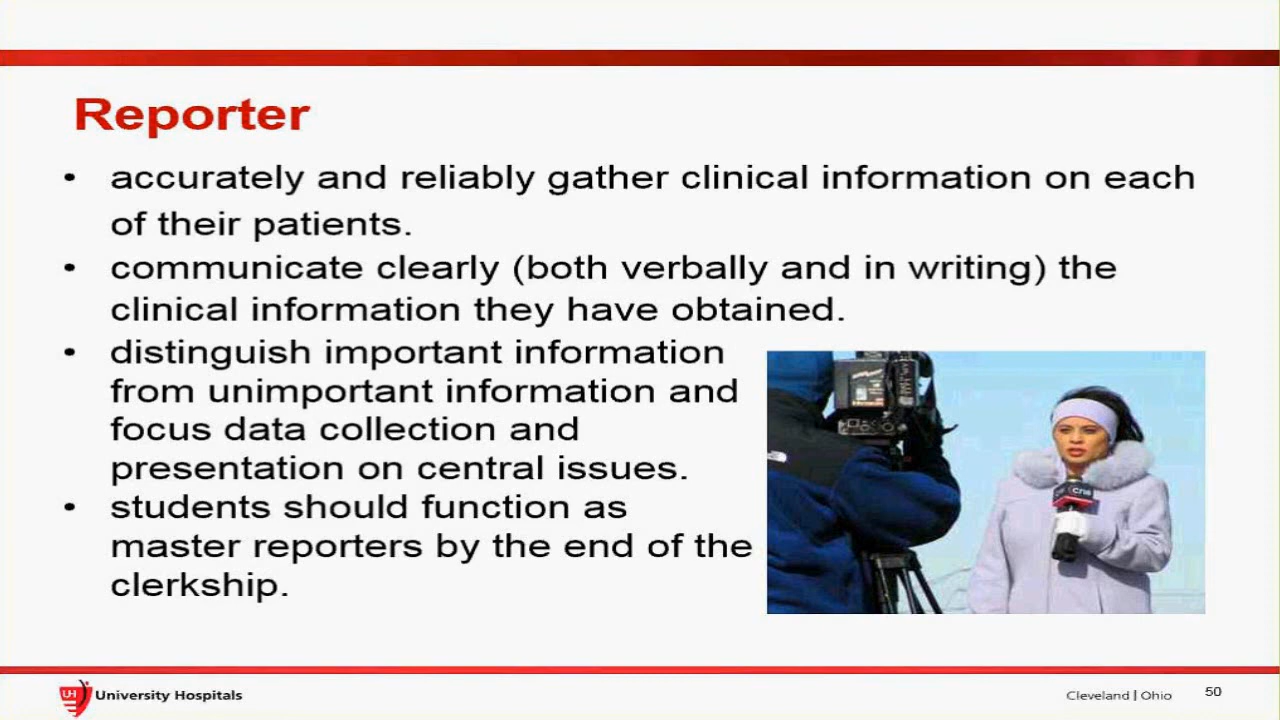 Reporter
• accurately and reliably gather clinical information on each
of their patients.
• communicate clearly (both verbally and in writing) the
clinical information they have obtained.
• distinguish important information
from unimportant information and
focus data collection and
presentation on central issues.
• students should function as
master reporters by the end of the
clerkship.
UH University Hospitals
Cleveland | Ohio 50